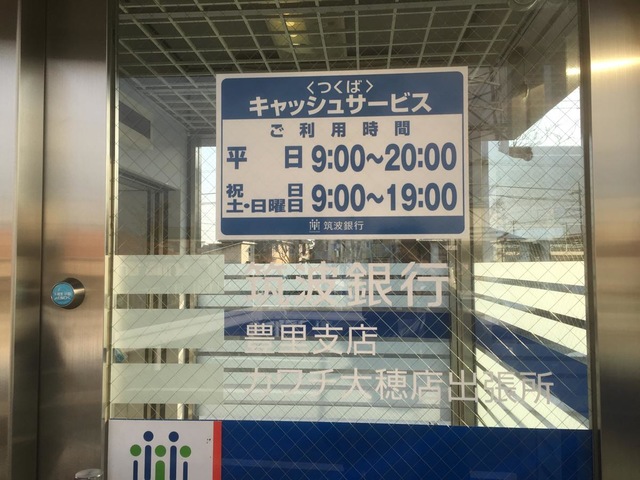 〈つくば〉
キャッシュサービス
ご利用時間
平日 9:00~20:00
祝日
土・日曜日 9:00~19:00
筑波銀行
筑波銀行
豊里支店
カワチ大穂店出張所